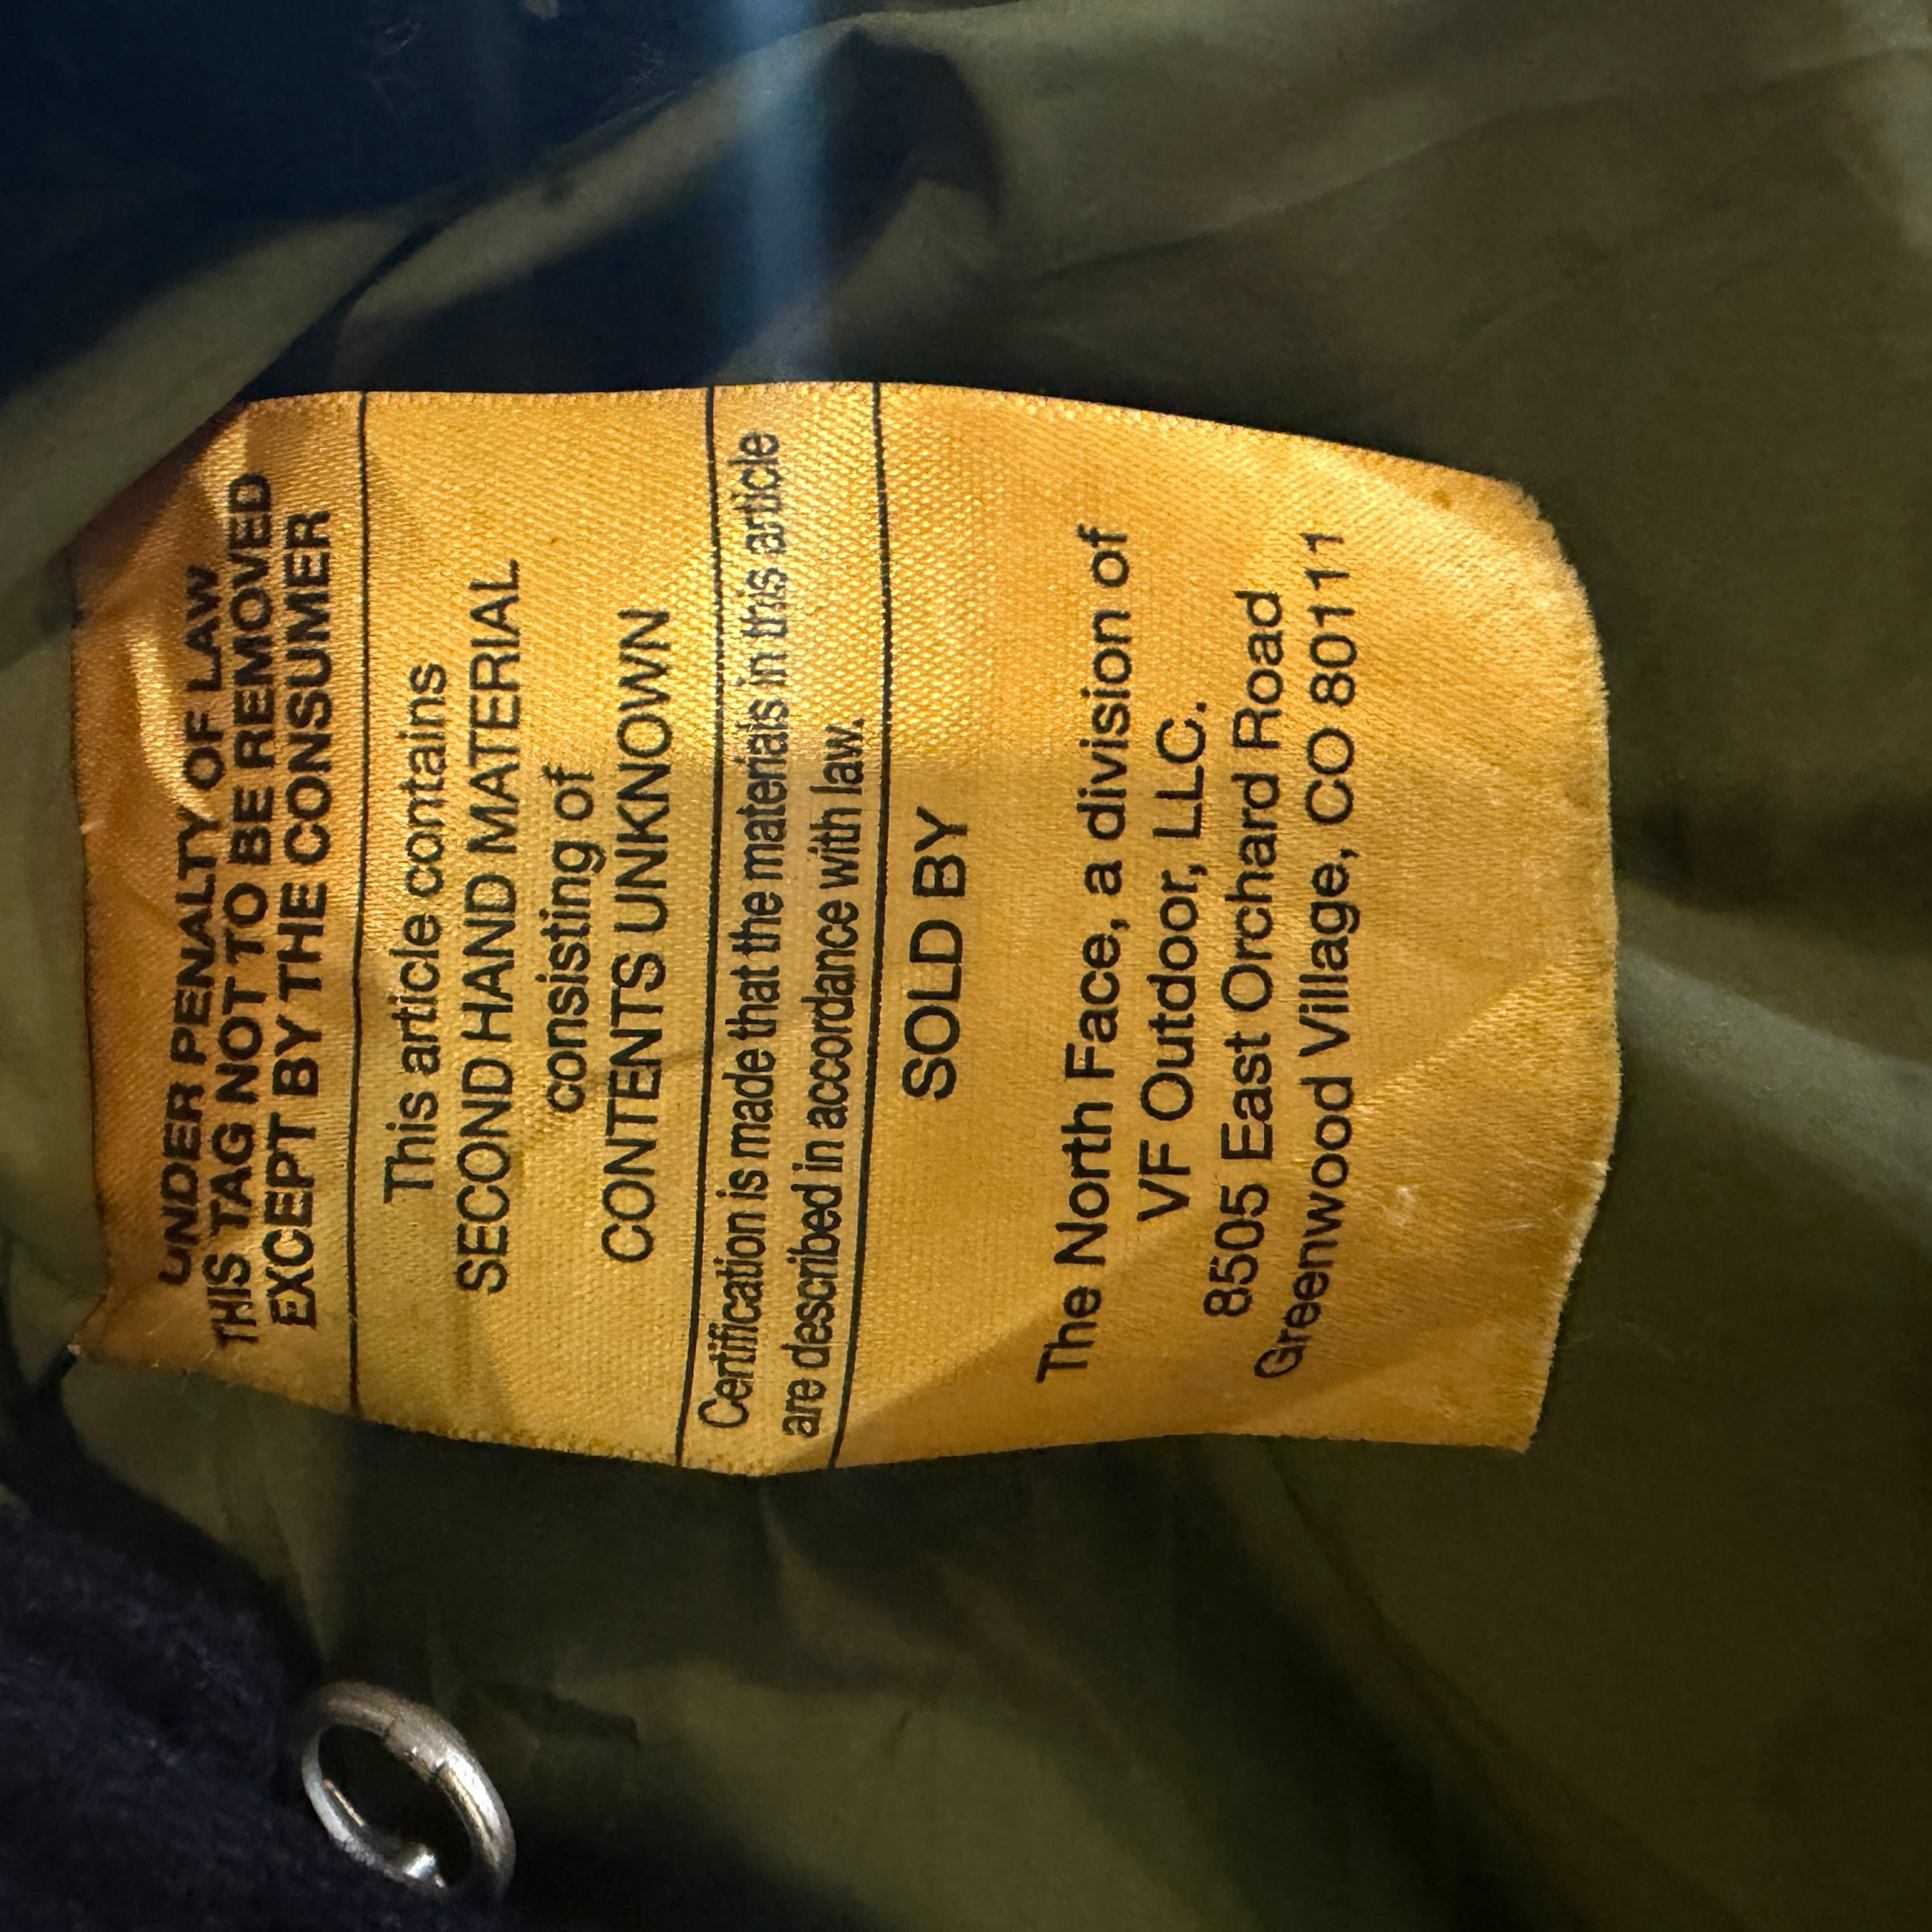 UNDER PENALTY OF LAW
THIS TAG NOT TO BE REMOVED
EXCEPT BY THE CONSUMER
This article contains
SECOND HAND MATERIAL
consisting of
CONTENTS UNKNOWN
Certification is made that the materials in this article
are described in accordance with law.
SOLD BY
The North Face, a division of
VF Outdoor, LLC.
8505 East Orchard Road
Greenwood Village, CO 80111